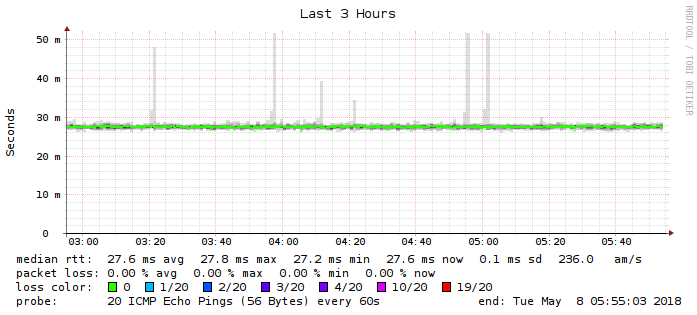 Last 3 Hours
RRDTOOL / TOBI OETIKER
Seconds
50 m
40 m
30 m
20 m
10 m
0
03:00 03:20 03:40 04:00 04:20 04:40 05:00 05:20 05:40
median rtt: 27.6 ms avg 27.8 ms max 27.2 ms min 27.6 ms now 0.1 ms sd 236.0 am/s
packet loss: 0.00 % avg 0.00 % max 0.00 % min 0.00 % now
loss color: 0 1/20 2/20 3/20 4/20 10/20 19/20
probe: 20 ICMP Echo Pings (56 Bytes) every 60s end: Tue May 8 05:55:03 2018